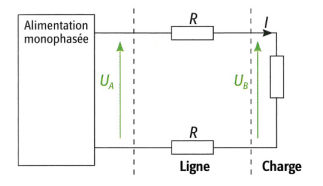 Alimentation
monophasée
R
I
U_A
U_B
R
Ligne
Charge